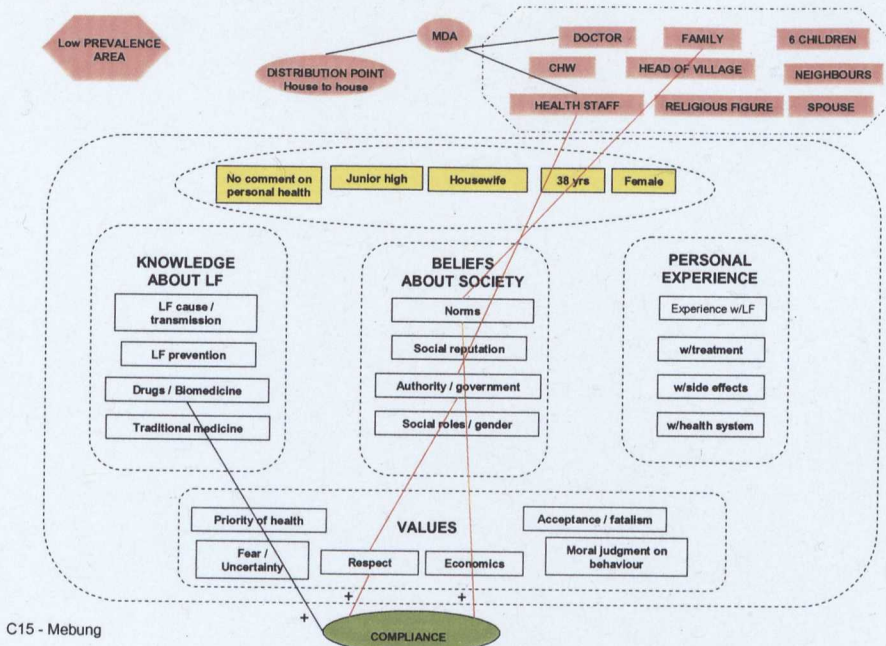 Low PREVALENCE
AREA
MDA
DISTRIBUTION POINT
House to house
DOCTOR
FAMILY
6 CHILDREN
CHW
HEAD OF VILLAGE
NEIGHBOURS
HEALTH STAFF
RELIGIOUS FIGURE
SPOUSE
No comment on
personal health
Junior high
Housewife
38 yrs
Female
KNOWLEDGE
ABOUT LF
LF cause /
transmission
LF prevention
Drugs / Biomedicine
Traditional medicine
BELIEFS
ABOUT SOCIETY
Norms
Social reputation
Authority / government
Social roles / gender
PERSONAL
EXPERIENCE
Experience w/LF
w/treatment
w/side effects
w/health system
VALUES
Priority of health
Acceptance / fatalism
Fear /
Uncertainty
Respect
Economics
Moral judgment on
behaviour
+
+
+
COMPLIANCE
C15 - Mebung